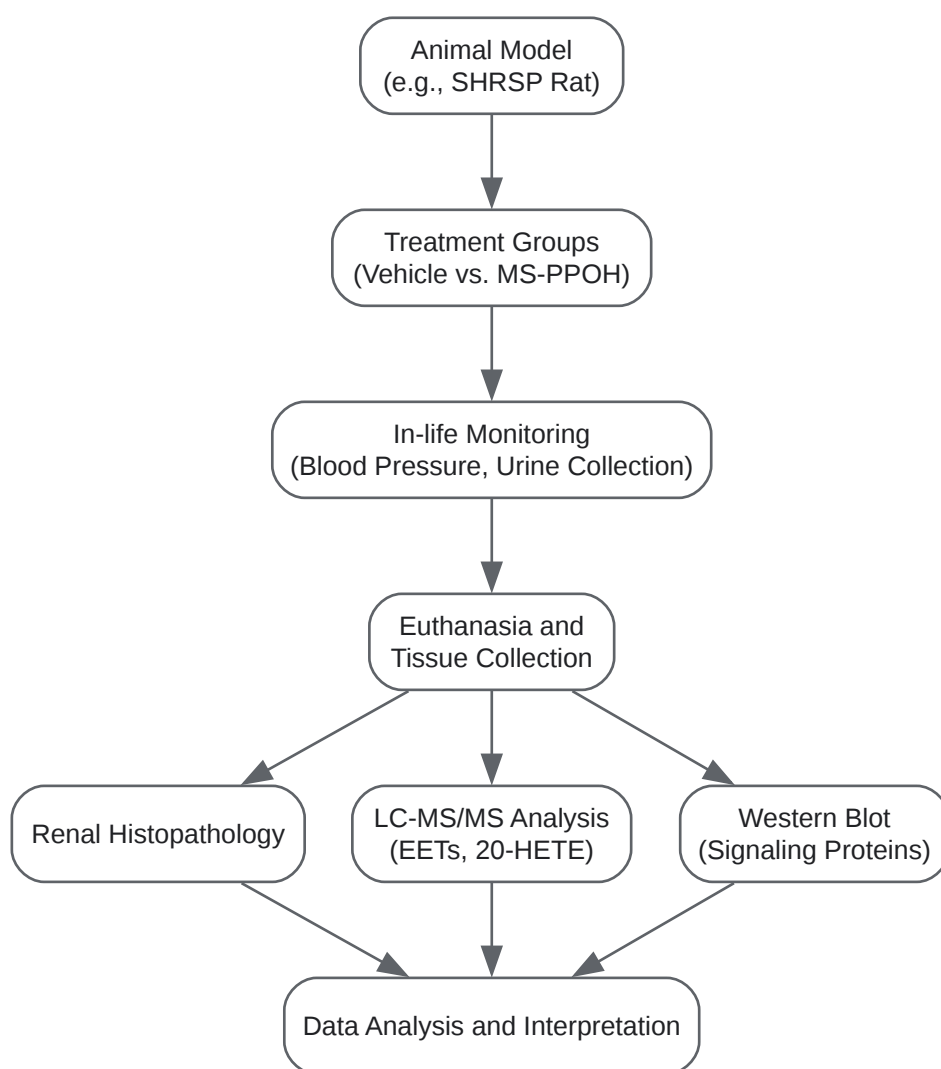 Animal Model
(e.g., SHRSP Rat)
Treatment Groups
(Vehicle vs. MS-PPOH)
In-life Monitoring
(Blood Pressure, Urine Collection)
Euthanasia and
Tissue Collection
Renal Histopathology
LC-MS/MS Analysis
(EETs, 20-HETE)
Western Blot
(Signaling Proteins)
Data Analysis and Interpretation